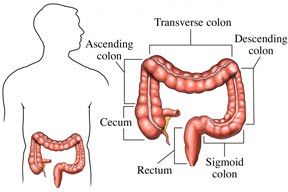 Transverse colon
Ascending
colon
Descending
colon
Cecum
Rectum
Sigmoid
colon